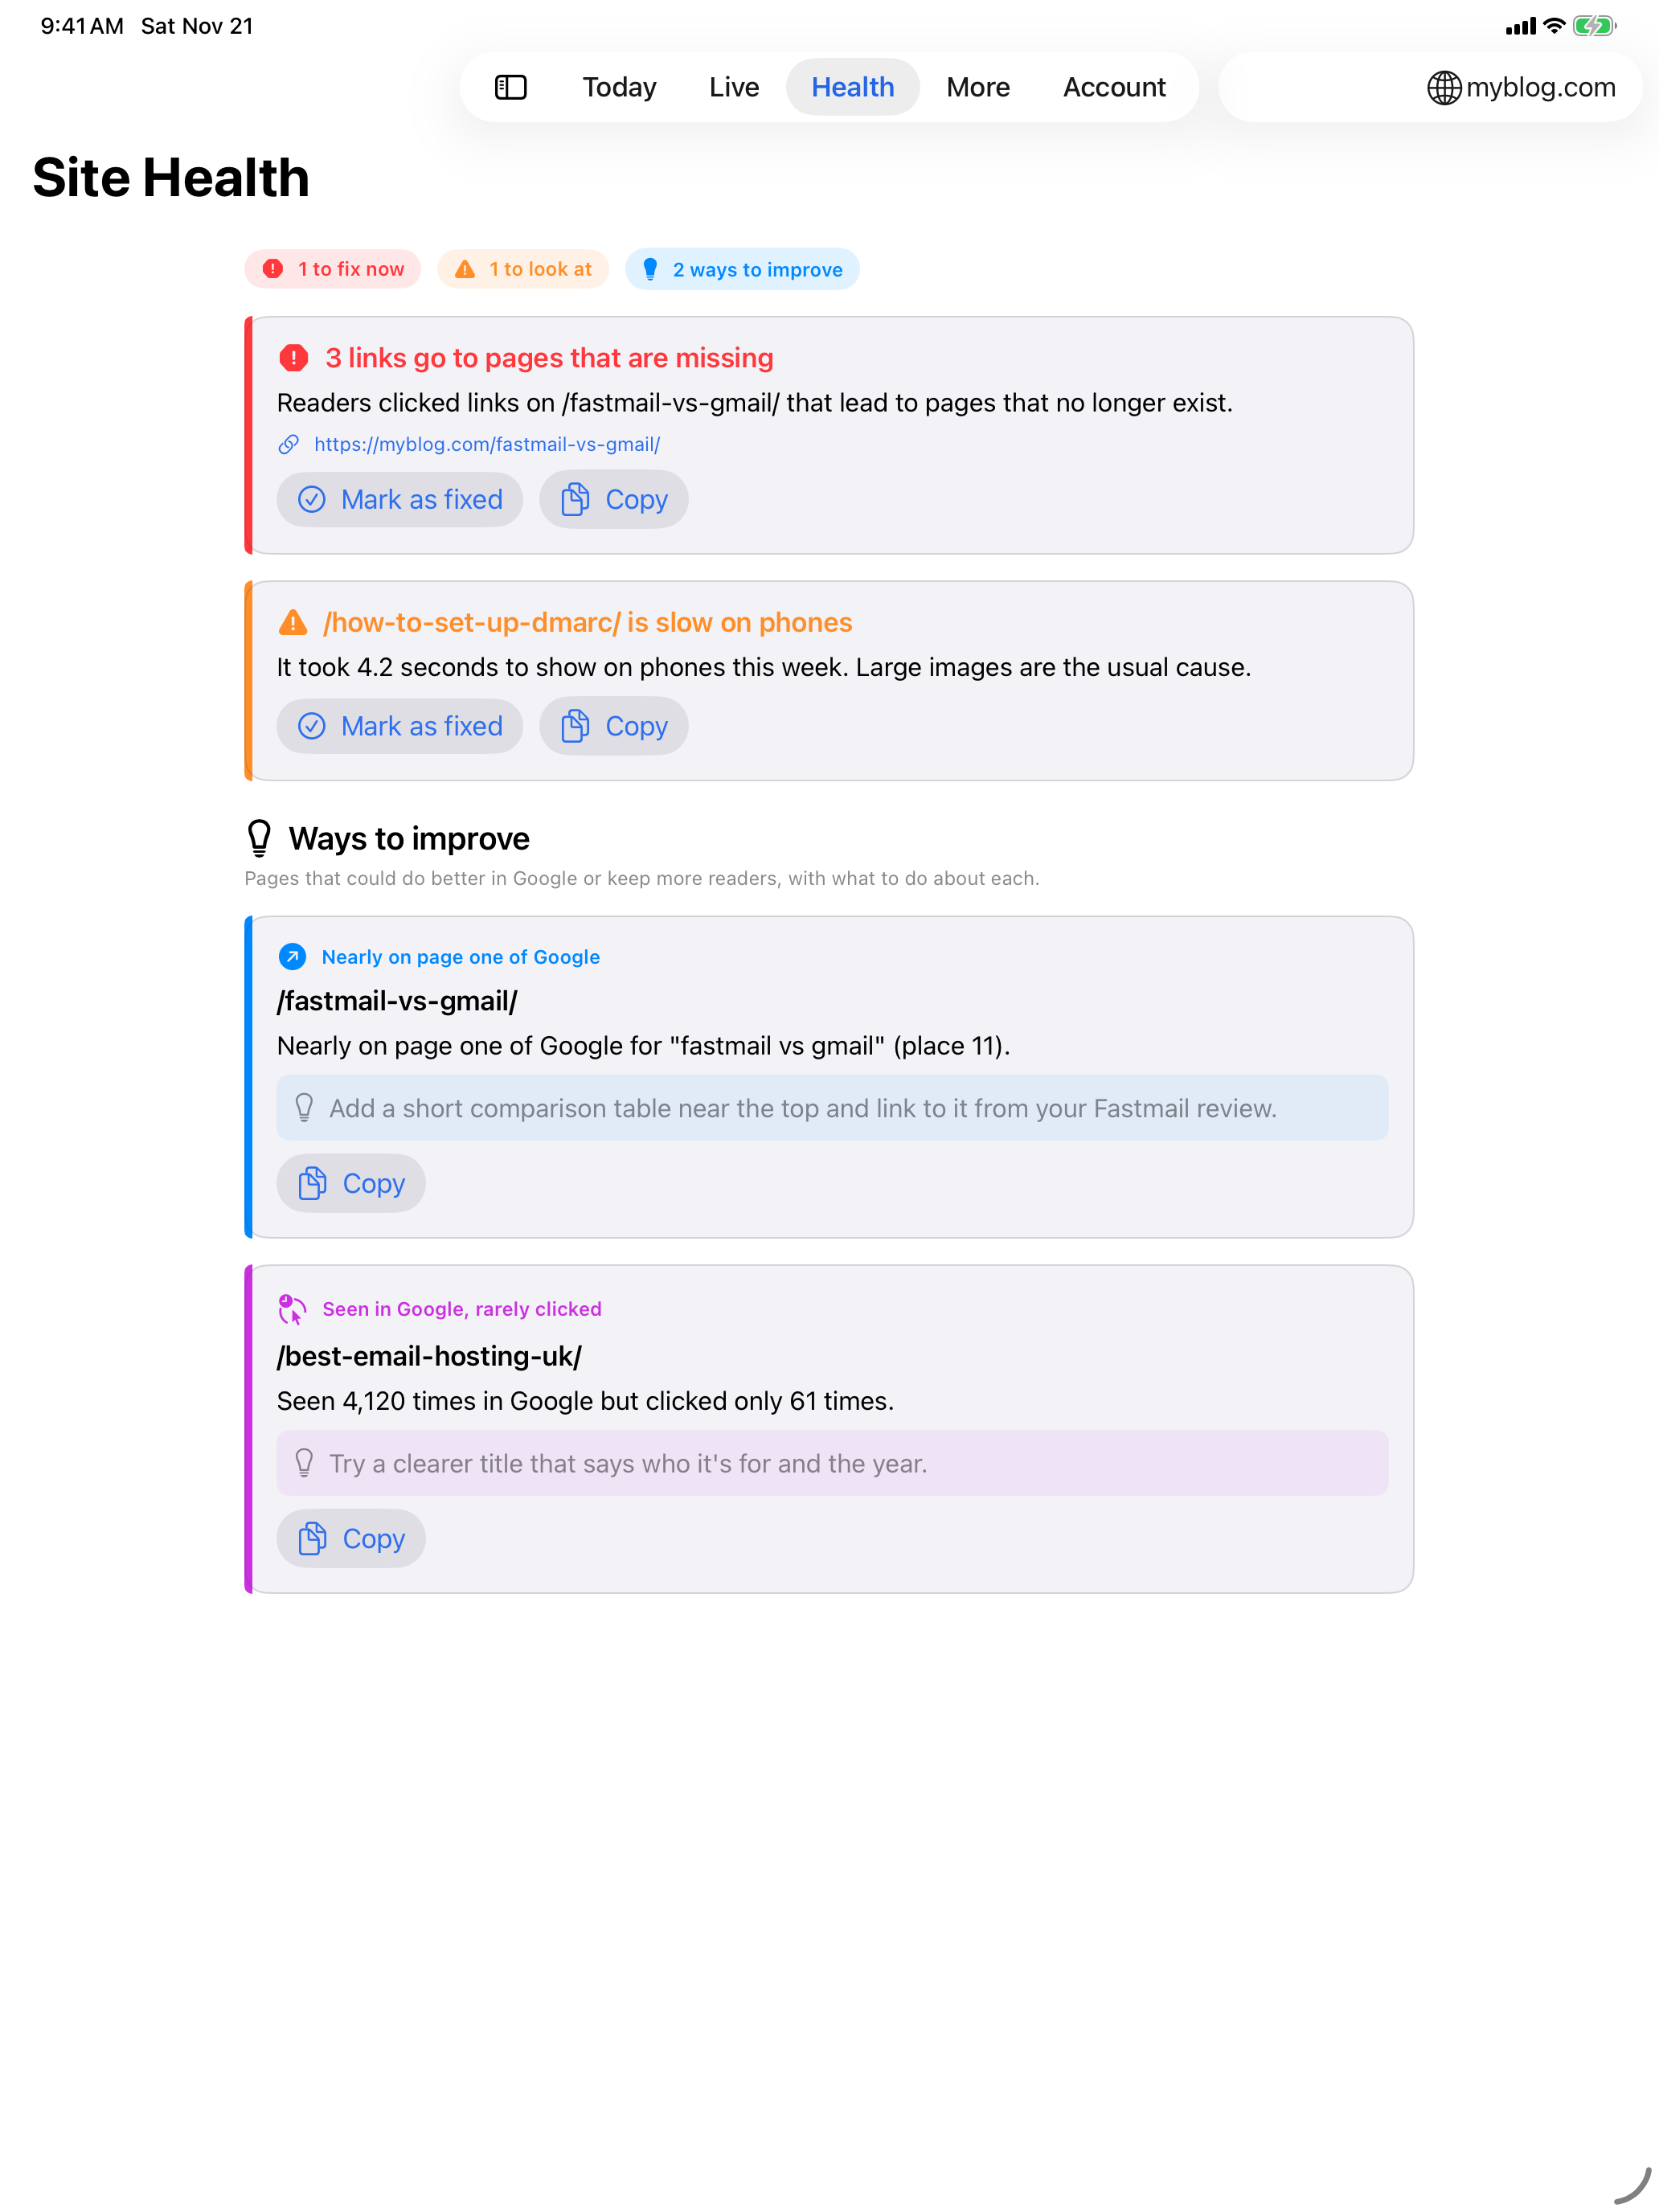 9:41 AM Sat Nov 21
Today Live Health More Account myblog.com
Site Health
1 to fix now 1 to look at 2 ways to improve
3 links go to pages that are missing
Readers clicked links on /fastmail-vs-gmail/ that lead to pages that no longer exist.
https://myblog.com/fastmail-vs-gmail/
Mark as fixed Copy
/how-to-set-up-dmarc/ is slow on phones
It took 4.2 seconds to show on phones this week. Large images are the usual cause.
Mark as fixed Copy
Ways to improve
Pages that could do better in Google or keep more readers, with what to do about each.
Nearly on page one of Google
/fastmail-vs-gmail/
Nearly on page one of Google for "fastmail vs gmail" (place 11).
Add a short comparison table near the top and link to it from your Fastmail review.
Copy
Seen in Google, rarely clicked
/best-email-hosting-uk/
Seen 4,120 times in Google but clicked only 61 times.
Try a clearer title that says who it's for and the year.
Copy